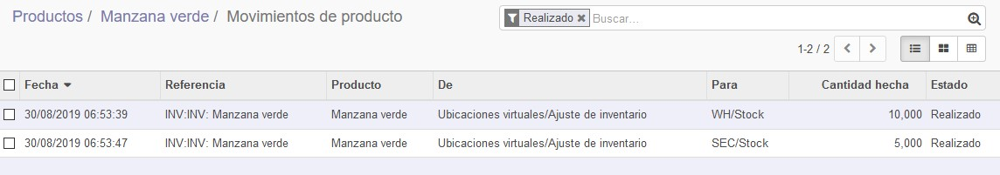 Productos / Manzana verde / Movimientos de producto
Realizado Buscar...
1-2 / 2
Fecha Referencia Producto De Para Cantidad hecha Estado
30/08/2019 06:53:39 INV:INV: Manzana verde Manzana verde Ubicaciones virtuales/Ajuste de inventario WH/Stock 10,000 Realizado
30/08/2019 06:53:47 INV:INV: Manzana verde Manzana verde Ubicaciones virtuales/Ajuste de inventario SEC/Stock 5,000 Realizado